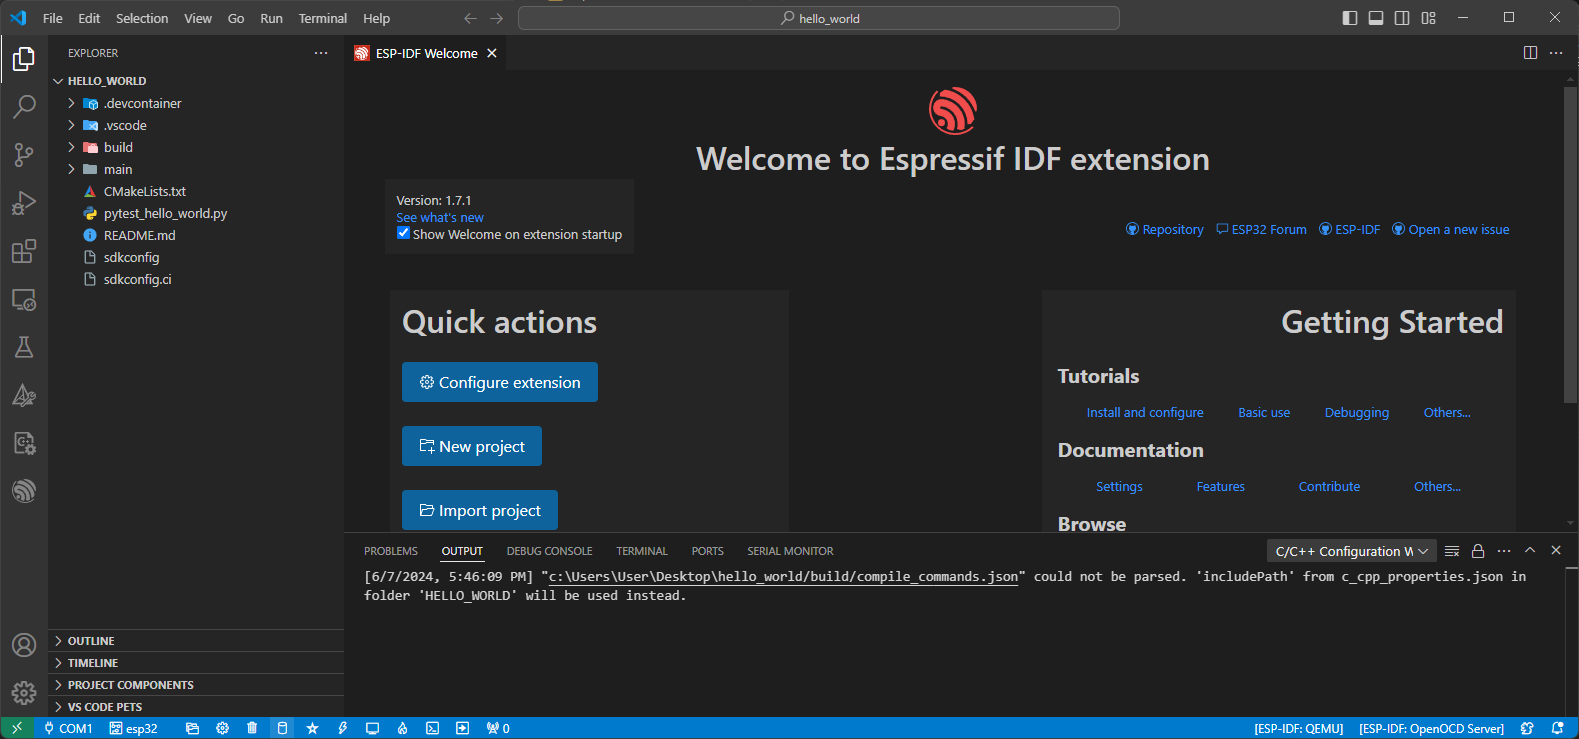 File Edit Selection View Go Run Terminal Help
hello_world
EXPLORER
HELLO_WORLD
.devcontainer
.vscode
build
main
CMakeLists.txt
pytest_hello_world.py
README.md
sdkconfig
sdkconfig.ci
OUTLINE
TIMELINE
PROJECT COMPONENTS
VS CODE PETS
ESP-IDF Welcome
Welcome to Espressif IDF extension
Version: 1.7.1
See what's new
Show Welcome on extension startup
Repository ESP32 Forum ESP-IDF Open a new issue
Quick actions
Configure extension
New project
Import project
Getting Started
Tutorials
Install and configure Basic use Debugging Others...
Documentation
Settings Features Contribute Others...
Browse
PROBLEMS OUTPUT DEBUG CONSOLE TERMINAL PORTS SERIAL MONITOR
C/C++ Configuration W
[6/7/2024, 5:46:09 PM] "c:\Users\User\Desktop\hello_world/build/compile_commands.json" could not be parsed. 'includePath' from c_cpp_properties.json in
folder 'HELLO_WORLD' will be used instead.
COM1 esp32 0 [ESP-IDF: QEMU] [ESP-IDF: OpenOCD Server]